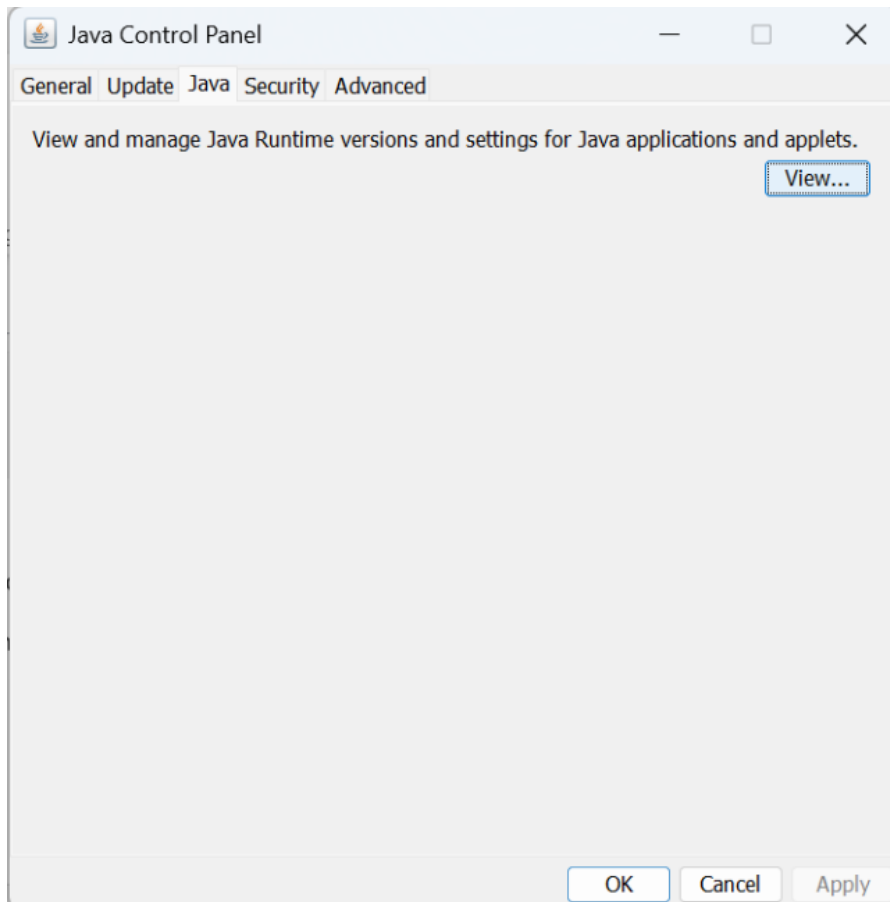 Java Control Panel
General Update Java Security Advanced
View and manage Java Runtime versions and settings for Java applications and applets.
View...
OK Cancel Apply